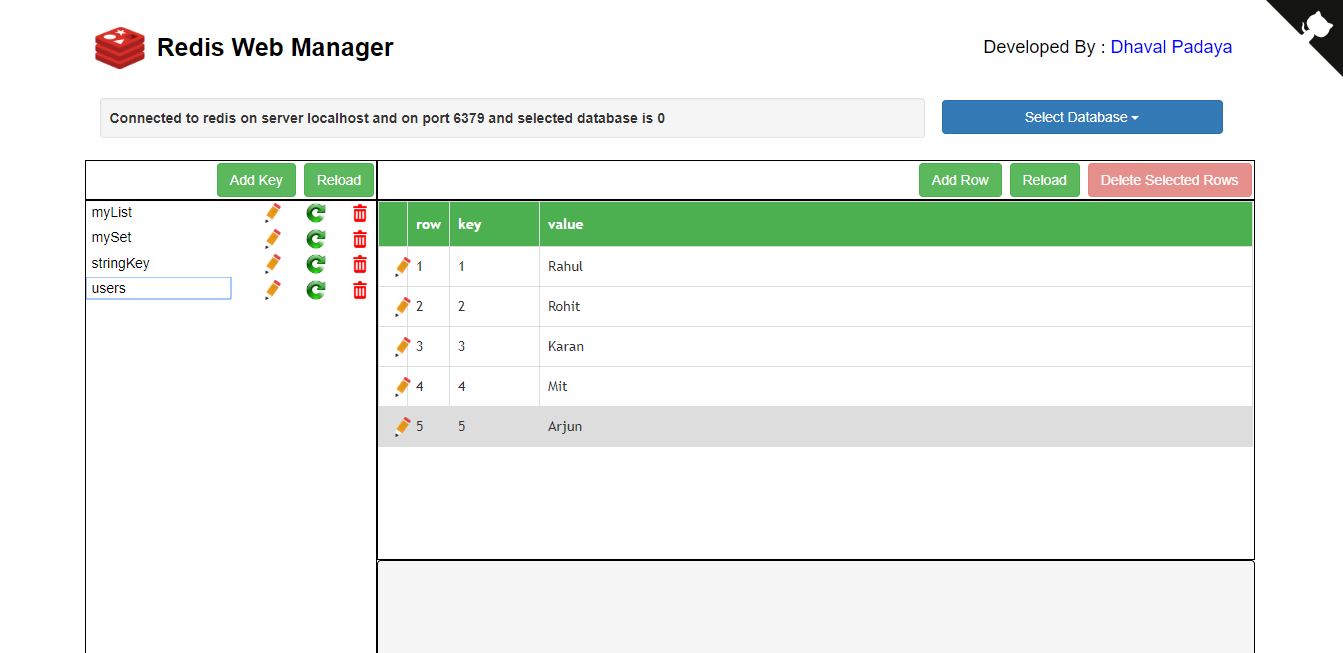 Redis Web Manager
Developed By : Dhaval Padaya
Connected to redis on server localhost and on port 6379 and selected database is 0
Select Database
Add Key Reload
Add Row Reload Delete Selected Rows
myList
mySet
stringKey
users
row key value
1 1 Rahul
2 2 Rohit
3 3 Karan
4 4 Mit
5 5 Arjun